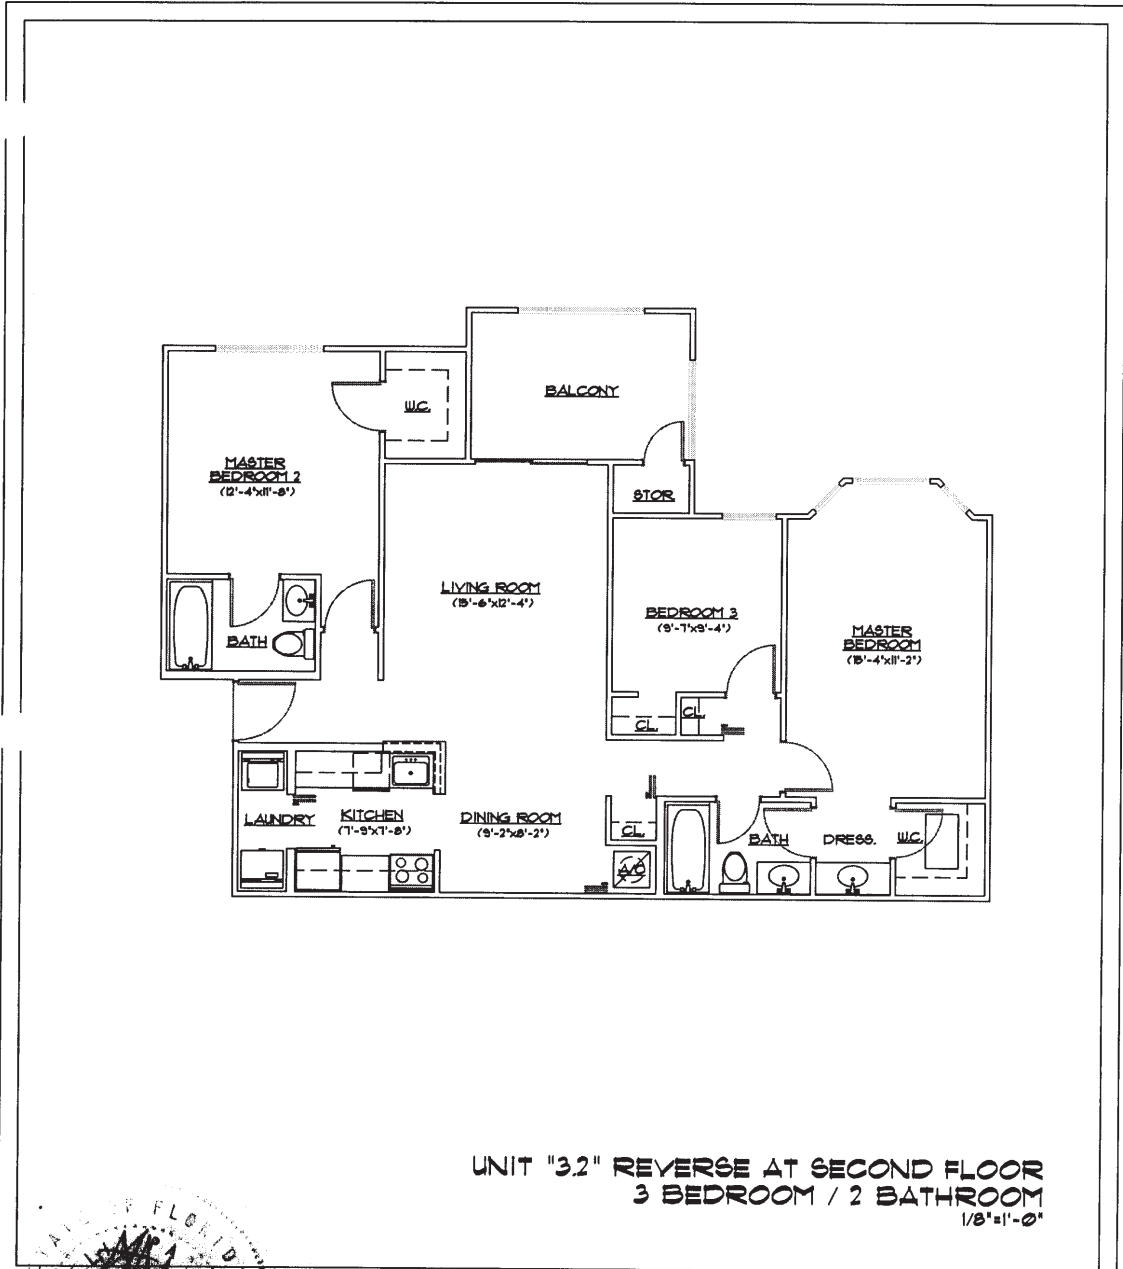 BALCONY
W.C.
MASTER
BEDROOM 2
(12'-4"x11'-8")
STOR
LIVING ROOM
(15'-6"x12'-4")
BEDROOM 3
(9'-7"x9'-4")
MASTER
BEDROOM
(15'-4"x11'-2")
BATH
CL.
CL.
LAUNDRY
KITCHEN
(7'-9"x7'-8")
DINING ROOM
(9'-2"x8'-2")
CL.
BATH
DRESS.
W.C.
A/C
UNIT "3.2" REVERSE AT SECOND FLOOR
3 BEDROOM / 2 BATHROOM
1/8"=1'-0"
OF FLORID